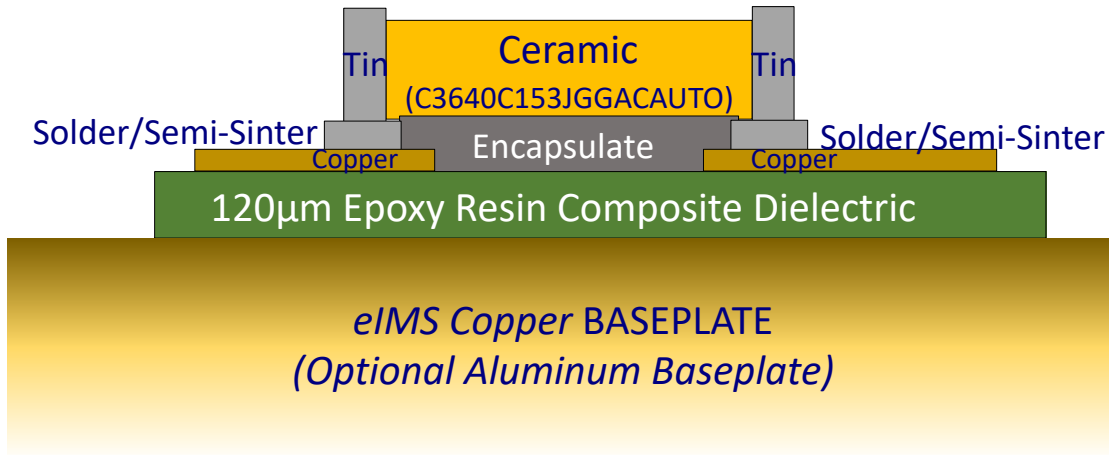 Ceramic
Tin
Tin
(C3640C153JGGACAUTO)
Solder/Semi-Sinter
Solder/Semi-Sinter
Encapsulate
Copper
Copper
120µm Epoxy Resin Composite Dielectric
eIMS Copper BASEPLATE
(Optional Aluminum Baseplate)